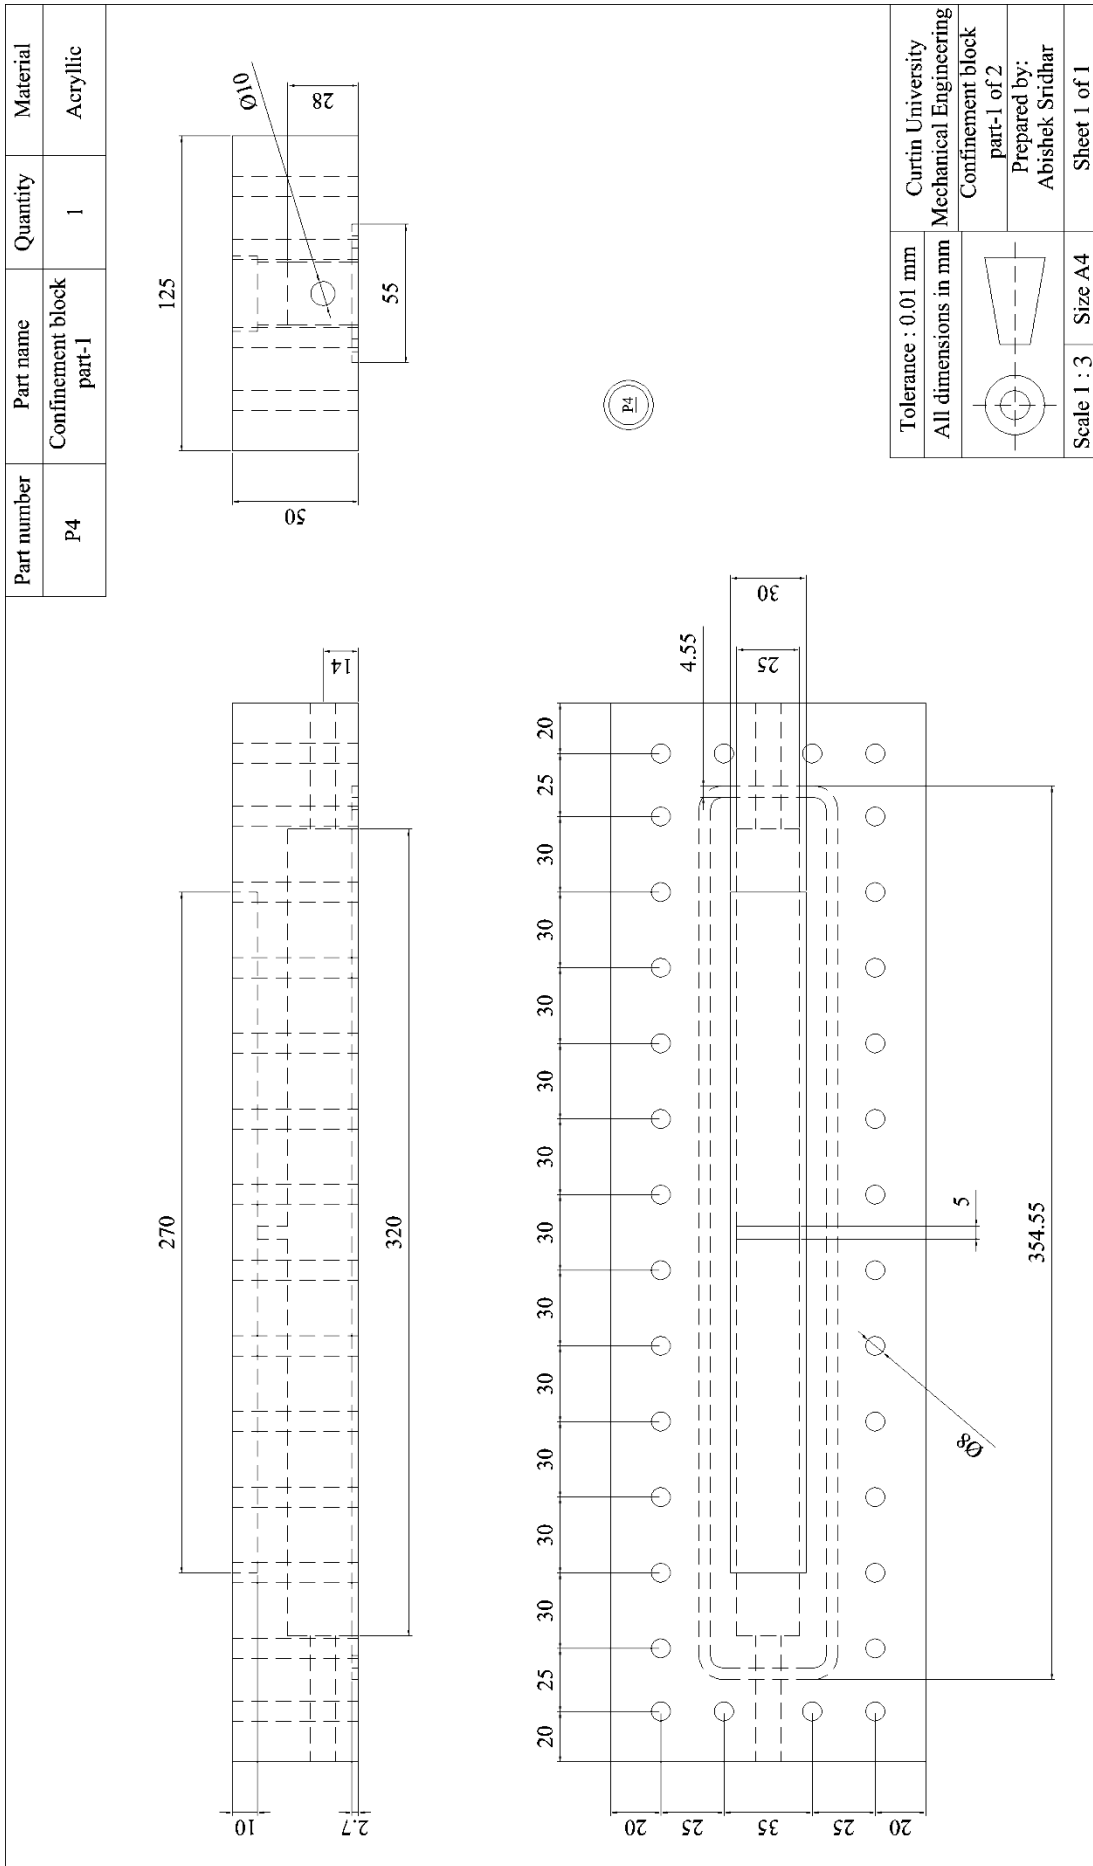 Part number Part name Quantity Material
P4 Confinement block Acryllic
part-1 1
125
Ø10
28
55
50
270
320
14
10
2.7
P4
20 25 30 30 30 30 30 30 30 30 30 30 30 25 20
4.55
25
30
5
354.55
Ø8
20
25
35
25
20
Tolerance : 0.01 mm
All dimensions in mm
Curtin University
Mechanical Engineering
Confinement block
part-1 of 2
Prepared by:
Abishek Sridhar
Scale 1 : 3 Size A4 Sheet 1 of 1